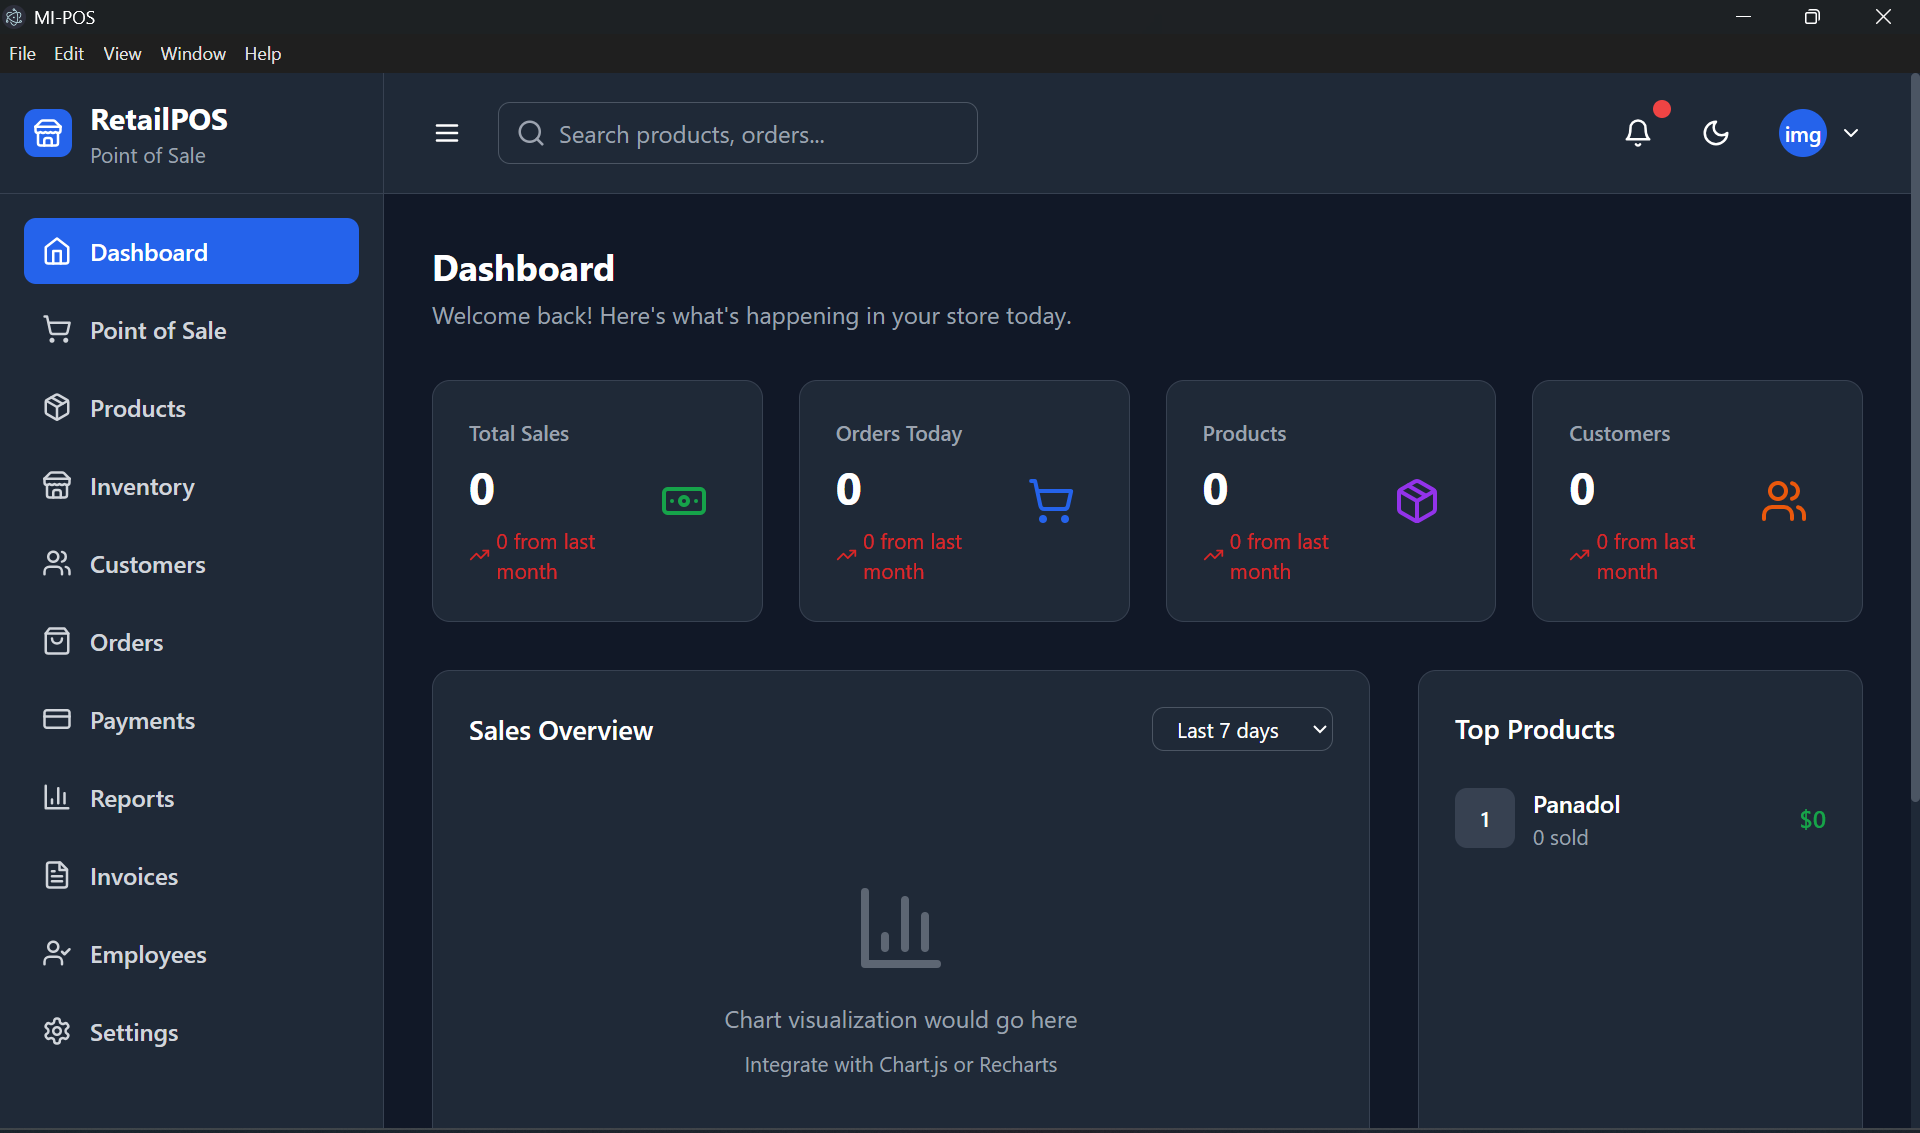 MI-POS
File Edit View Window Help
RetailPOS
Point of Sale
Search products, orders...
img
Dashboard
Point of Sale
Products
Inventory
Customers
Orders
Payments
Reports
Invoices
Employees
Settings
Dashboard
Welcome back! Here's what's happening in your store today.
Total Sales
0
0 from last
month
Orders Today
0
0 from last
month
Products
0
0 from last
month
Customers
0
0 from last
month
Sales Overview
Last 7 days
Chart visualization would go here
Integrate with Chart.js or Recharts
Top Products
1
Panadol
0 sold
$0